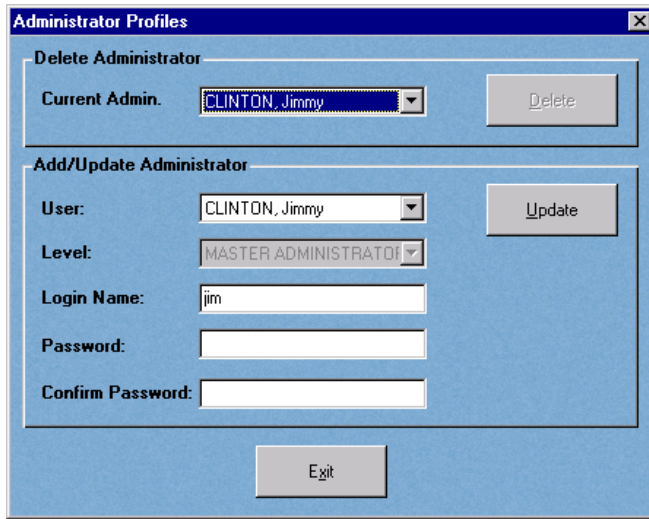 Administrator Profiles
Delete Administrator
Current Admin. CLINTON, Jimmy Delete
Add/Update Administrator
User: CLINTON, Jimmy Update
Level: MASTER ADMINISTRATOR
Login Name: jim
Password:
Confirm Password:
Exit